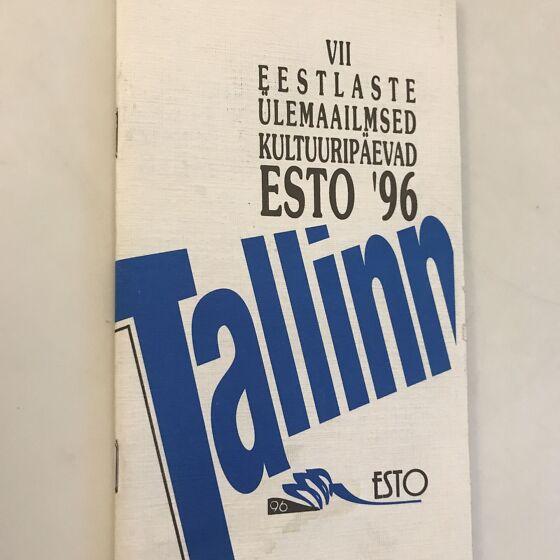 VII
EESTLASTE
ÜLEMAAILMSED
KULTUURIPÄEVAD
ESTO '96
Tallinn
96 ESTO